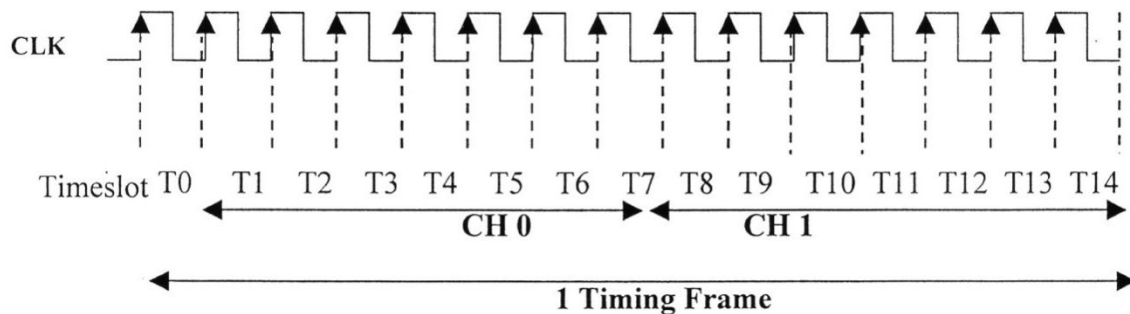 CLK
Timeslot T0 T1 T2 T3 T4 T5 T6 T7 T8 T9 T10 T11 T12 T13 T14
CH 0 CH 1
1 Timing Frame